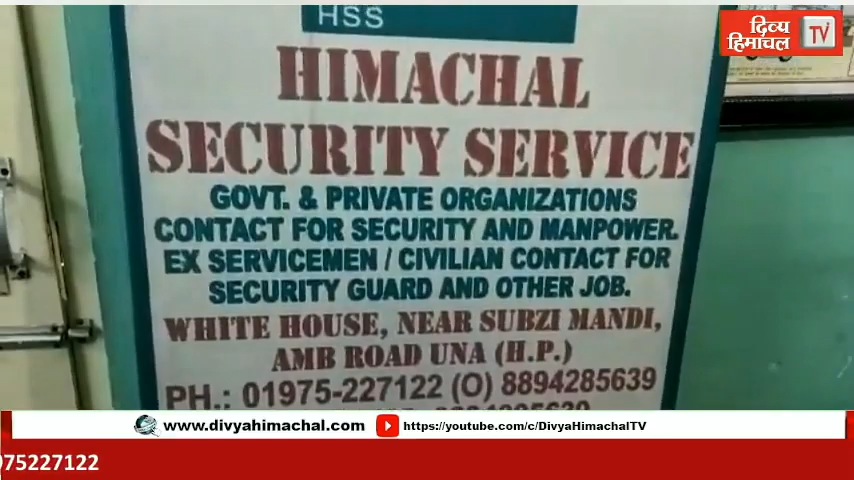 HSS
दिव्य
हिमाचल
TV
HIMACHAL
SECURITY SERVICE
GOVT. & PRIVATE ORGANIZATIONS
CONTACT FOR SECURITY AND MANPOWER.
EX SERVICEMEN / CIVILIAN CONTACT FOR
SECURITY GUARD AND OTHER JOB.
WHITE HOUSE, NEAR SUBZI MANDI,
AMB ROAD UNA (H.P.)
PH.: 01975-227122 (O) 8894285639
www.divyahimachal.com
https://youtube.com/c/DivyaHimachalTV
975227122